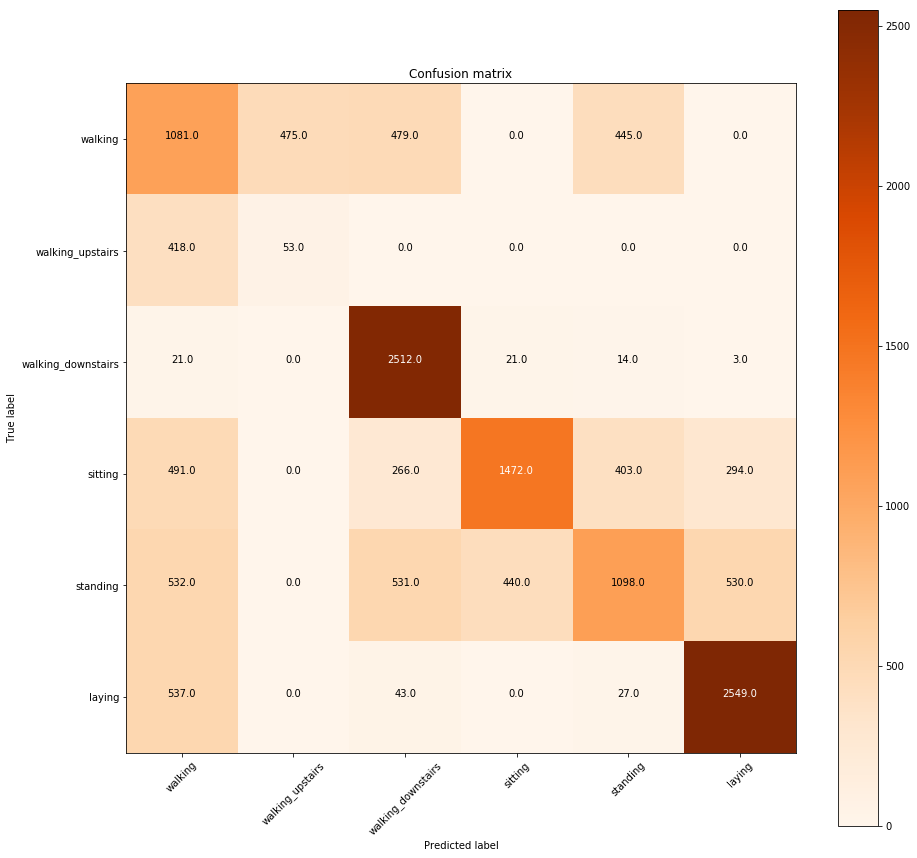 Confusion matrix
walking 1081.0 475.0 479.0 0.0 445.0 0.0
walking_upstairs 418.0 53.0 0.0 0.0 0.0 0.0
walking_downstairs 21.0 0.0 2512.0 21.0 14.0 3.0
sitting 491.0 0.0 266.0 1472.0 403.0 294.0
standing 532.0 0.0 531.0 440.0 1098.0 530.0
laying 537.0 0.0 43.0 0.0 27.0 2549.0
True label
walking walking_upstairs walking_downstairs sitting standing laying
Predicted label
2500
2000
1500
1000
500
0